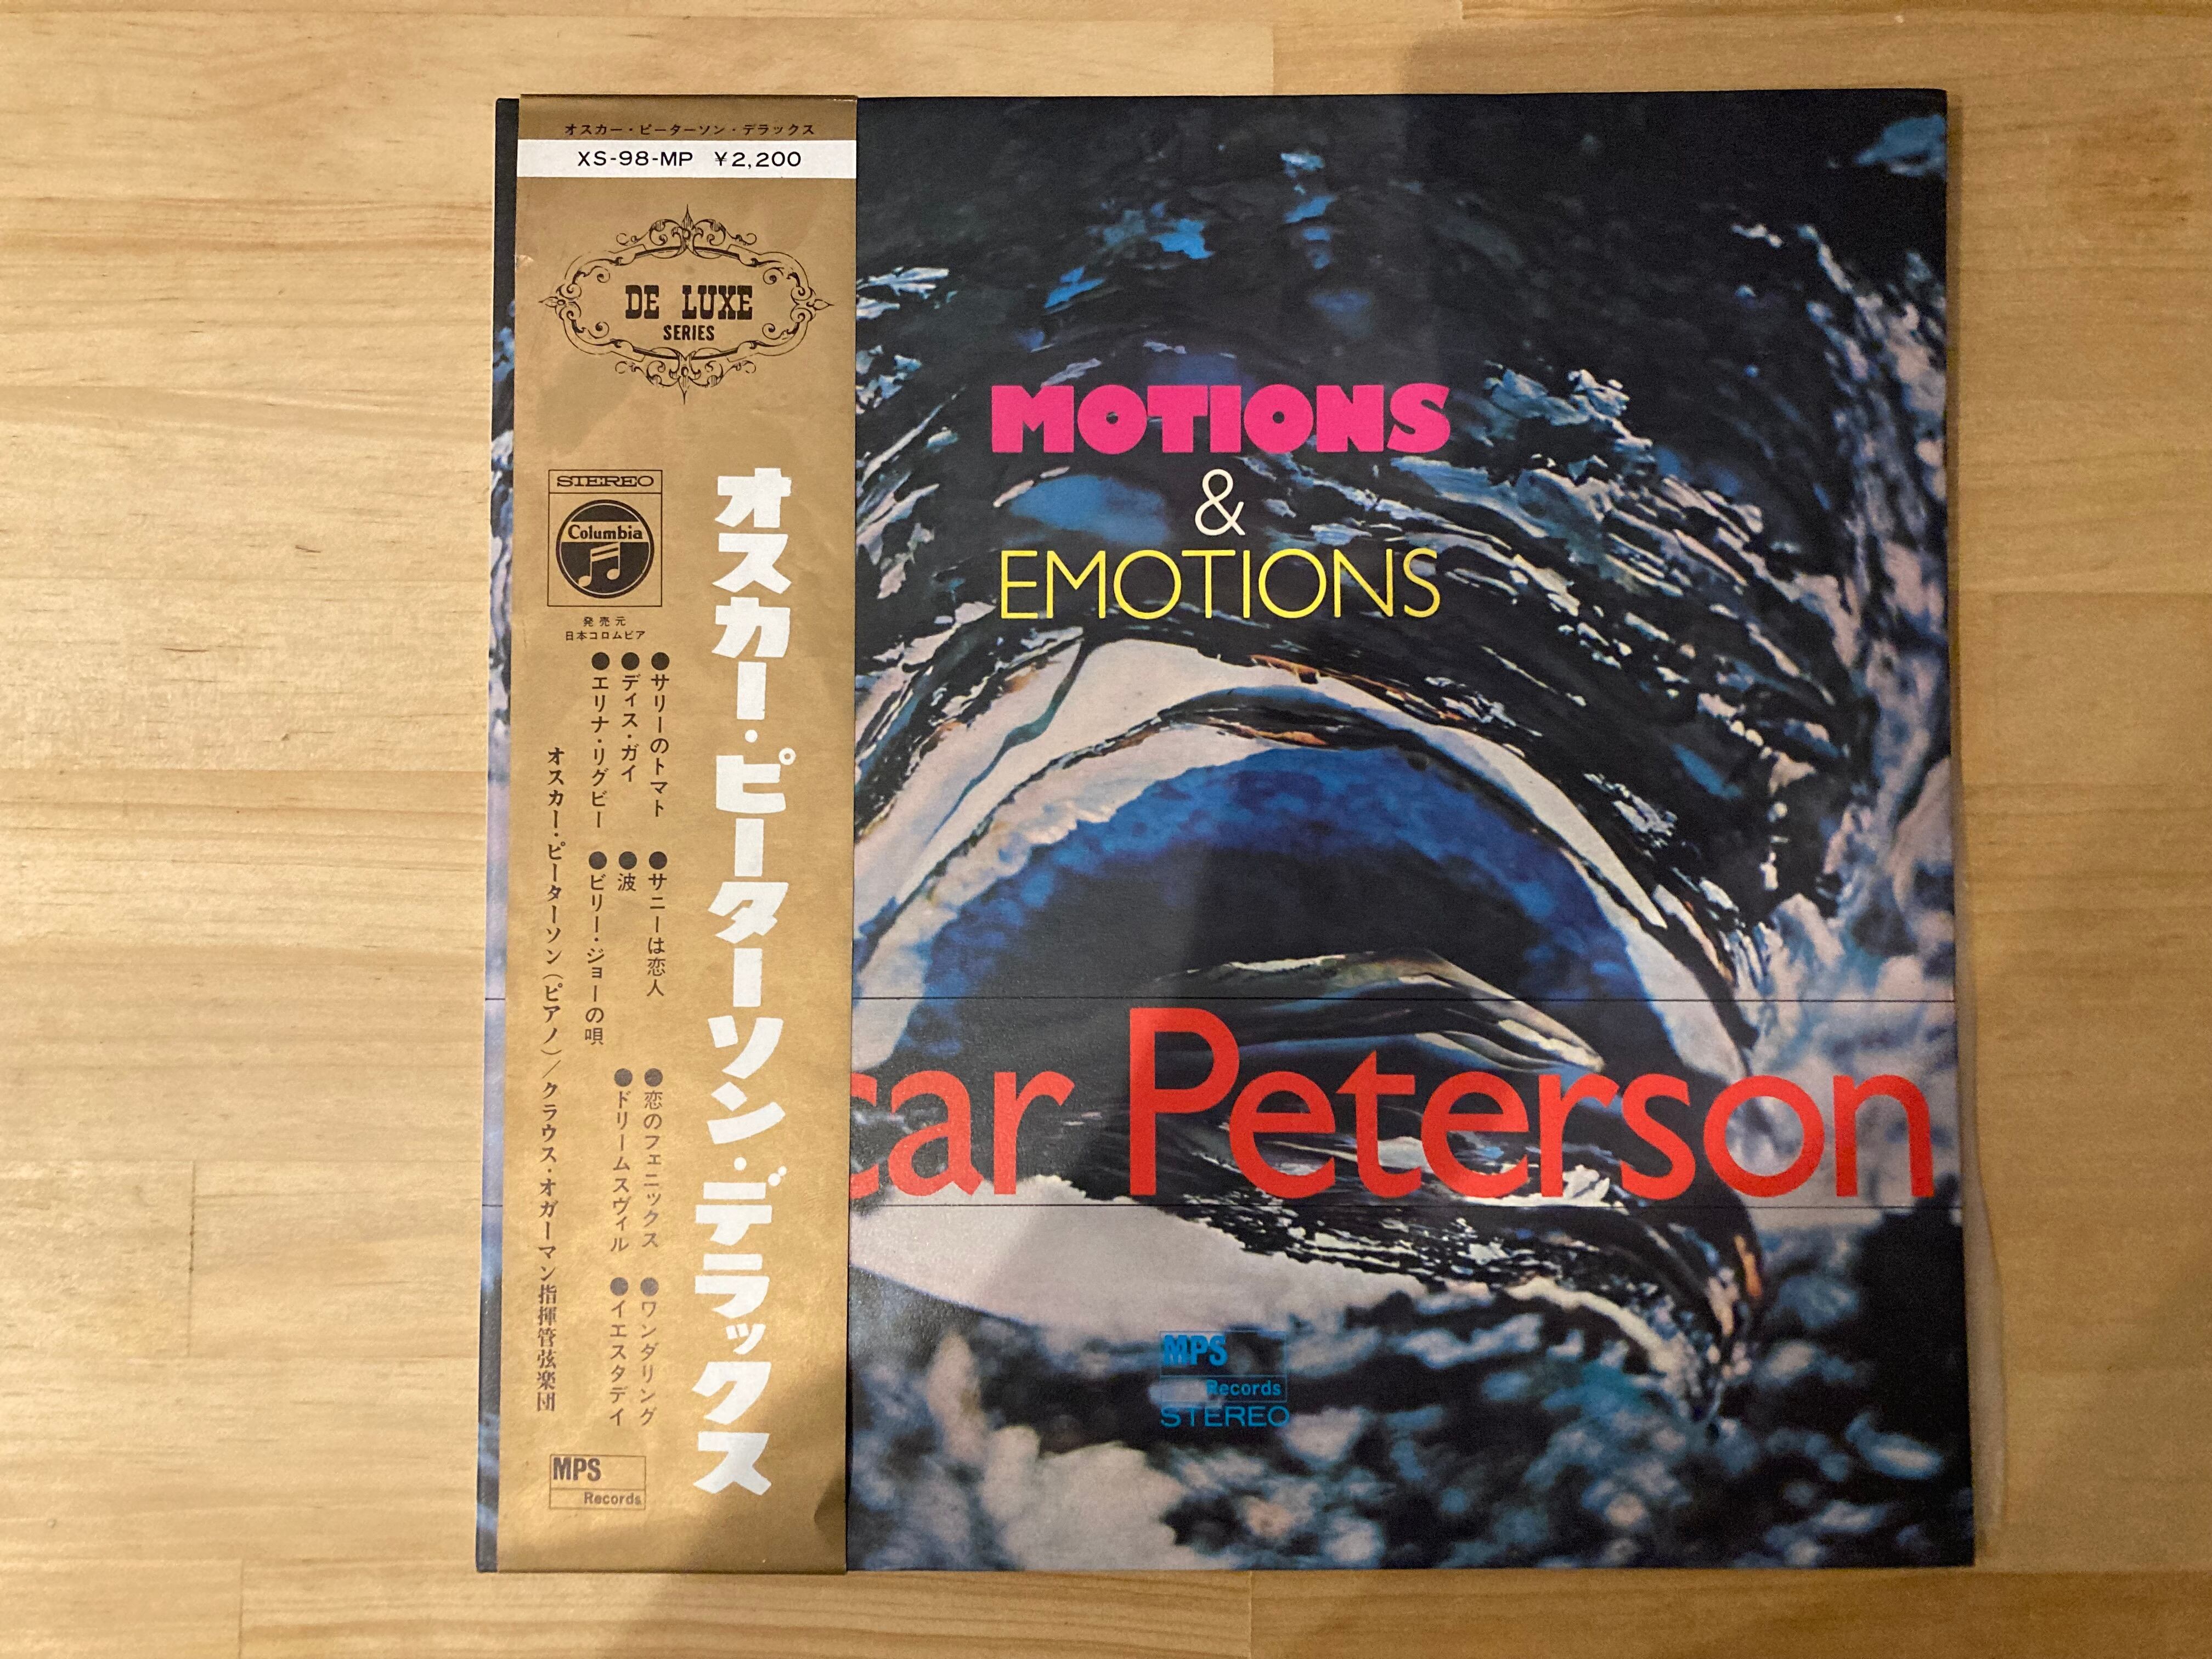 オスカー・ピーターソン・デラックス
XS-98-MP ¥2,200
DE LUXE
SERIES
STEREO
Columbia
発売元
日本コロムビア
オスカー・ピーターソン・デラックス
●サリーのトマト ●サニーは恋人 ●恋のフェニックス ●ワンダリング
●ディス・ガイ ●波 ●ドリームスヴィル ●イエスタデイ
●エリナ・リグビー ●ビリー・ジョーの唄
オスカー・ピーターソン(ピアノ)/クラウス・オガーマン指揮管弦楽団
MPS
Records
MOTIONS
&
EMOTIONS
car Peterson
MPS
Records
STEREO